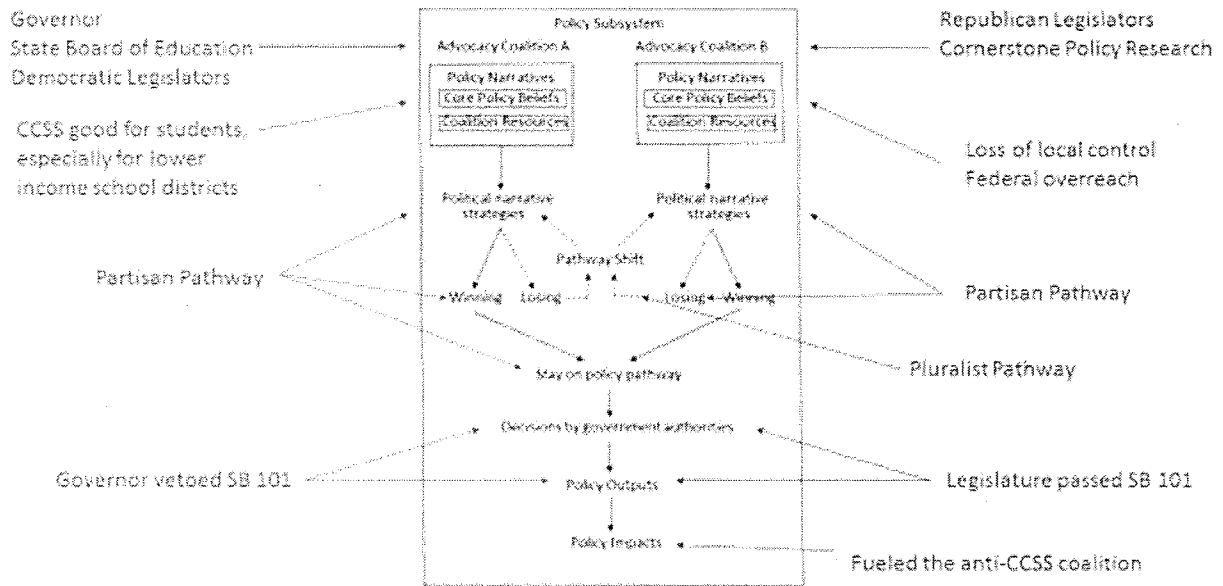 Governor
State Board of Education
Democratic Legislators
CCSS good for students,
especially for lower
income school districts
Partisan Pathway
Governor vetoed SB 101
Policy Subsystem
Advocacy Coalition A
Advocacy Coalition B
Policy Narratives
Core Policy Beliefs
Coalition Resources
Policy Narratives
Core Policy Beliefs
Coalition Resources
Political narrative
strategies
Political narrative
strategies
Pathway Shift
Winning
Losing
Losing
Winning
Stay on policy pathway
Decisions by government authorities
Policy Outputs
Policy Impacts
Republican Legislators
Cornerstone Policy Research
Loss of local control
Federal overreach
Partisan Pathway
Pluralist Pathway
Legislature passed SB 101
Fueled the anti-CCSS coalition